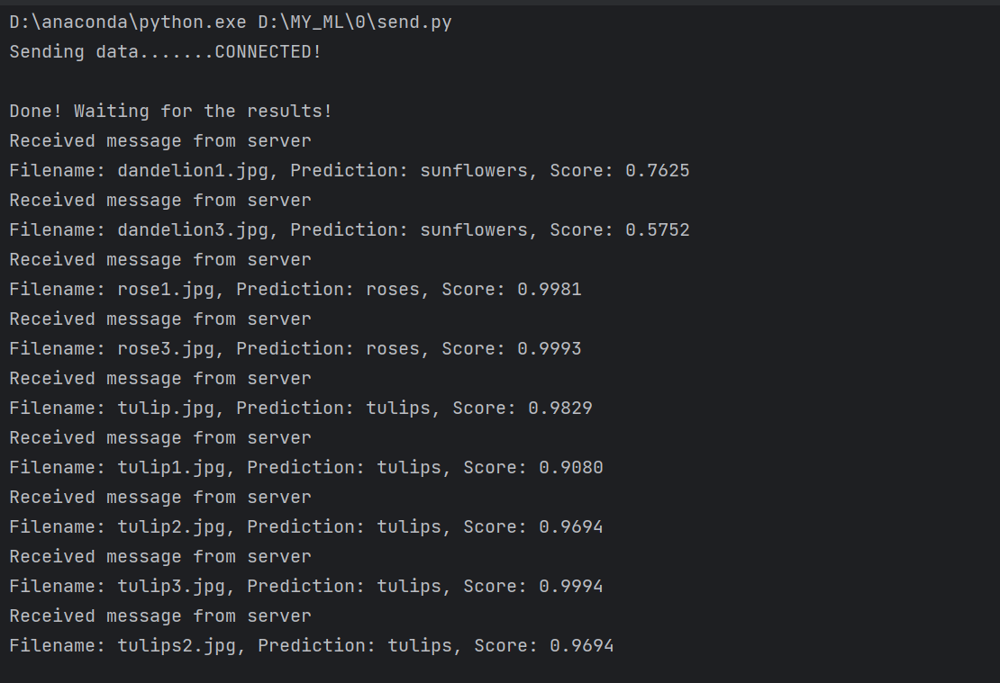 D:\anaconda\python.exe D:\MY_ML\0\send.py
Sending data.......CONNECTED!
Done! Waiting for the results!
Received message from server
Filename: dandelion1.jpg, Prediction: sunflowers, Score: 0.7625
Received message from server
Filename: dandelion3.jpg, Prediction: sunflowers, Score: 0.5752
Received message from server
Filename: rose1.jpg, Prediction: roses, Score: 0.9981
Received message from server
Filename: rose3.jpg, Prediction: roses, Score: 0.9993
Received message from server
Filename: tulip.jpg, Prediction: tulips, Score: 0.9829
Received message from server
Filename: tulip1.jpg, Prediction: tulips, Score: 0.9080
Received message from server
Filename: tulip2.jpg, Prediction: tulips, Score: 0.9694
Received message from server
Filename: tulip3.jpg, Prediction: tulips, Score: 0.9994
Received message from server
Filename: tulips2.jpg, Prediction: tulips, Score: 0.9694